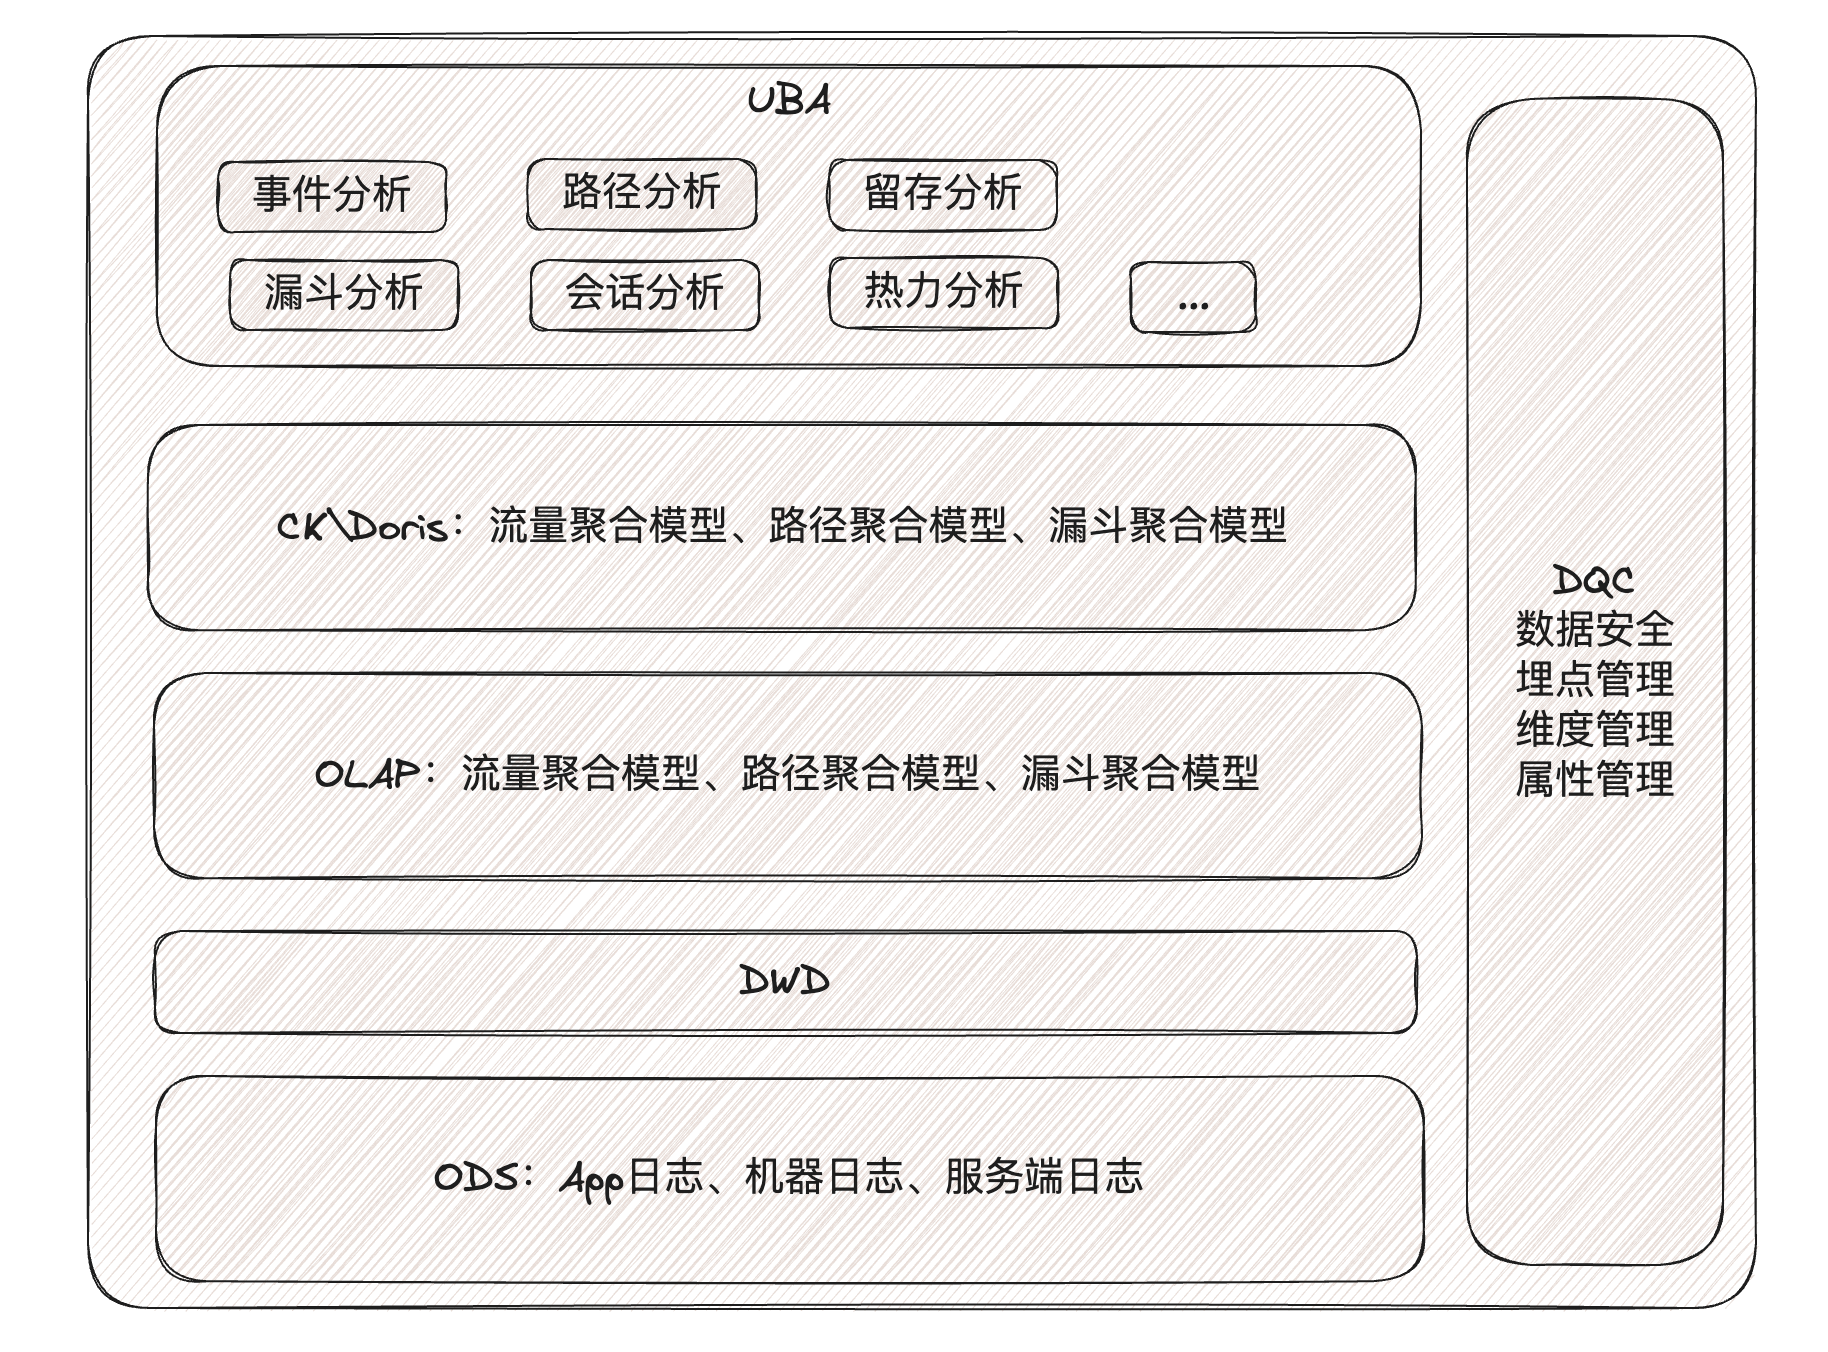 UBA
事件分析
路径分析
留存分析
漏斗分析
会话分析
热力分析
...
CK\Doris：流量聚合模型、路径聚合模型、漏斗聚合模型
OLAP：流量聚合模型、路径聚合模型、漏斗聚合模型
DWD
ODS：App日志、机器日志、服务端日志
DQC
数据安全
埋点管理
维度管理
属性管理